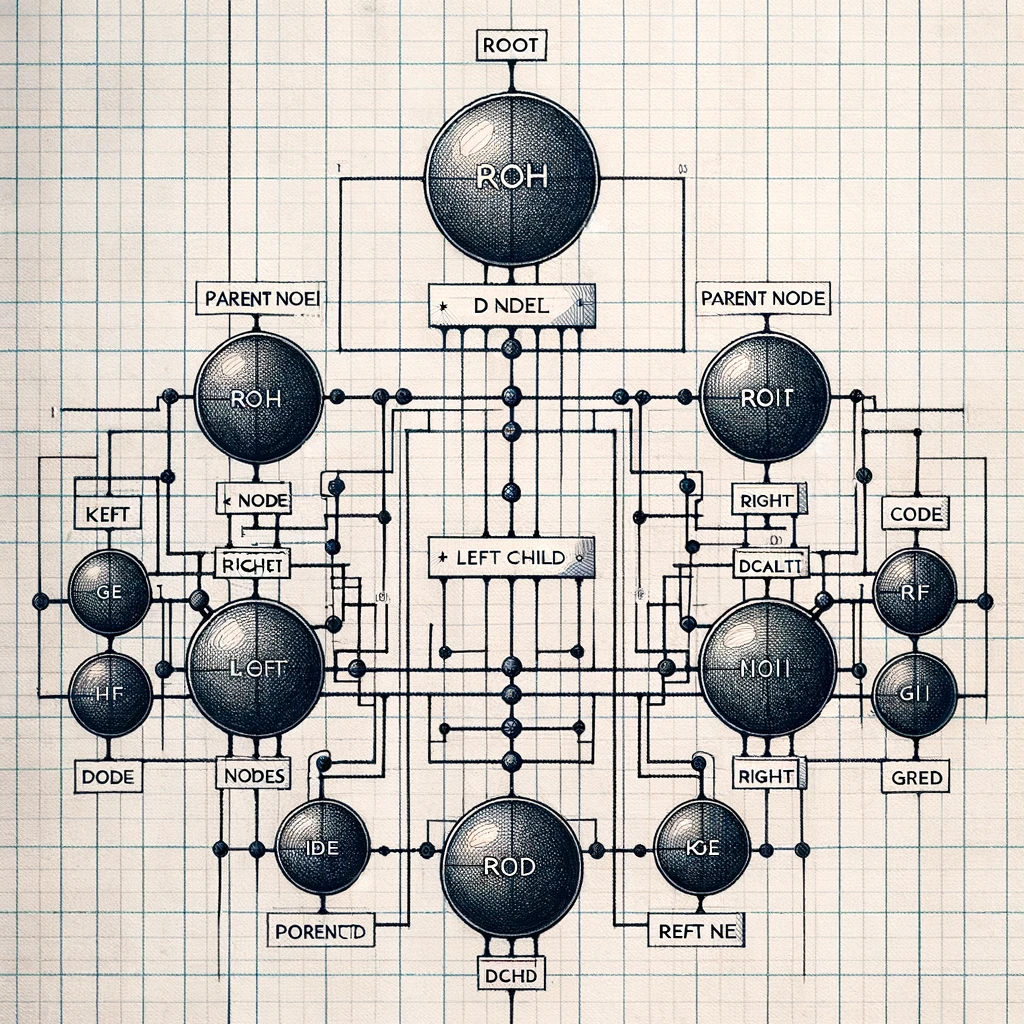 ROOT
ROH
PARENT NOEI
D NDEL
PARENT NODE
ROH
ROIT
< NODE
RIGHT
KEFT
CODE
LEFT CHILD
RICHET
DCALTI
GE
RF
LOFT
NOII
HF
GII
DODE
NODES
RIGHT
GRED
IDE
ROD
KGE
PORENTD
REFT NE
DCHD